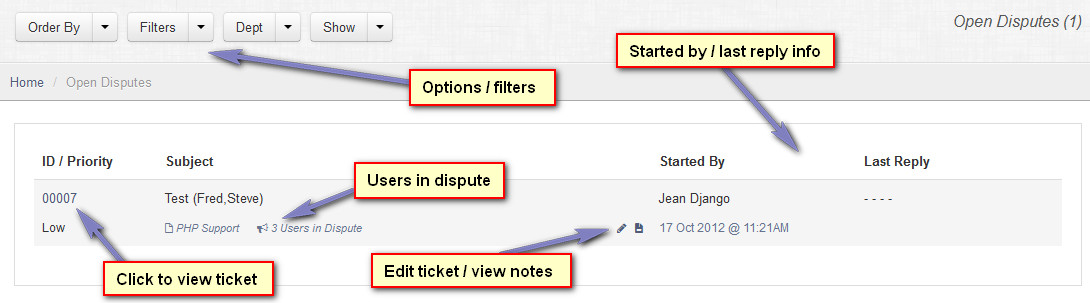 Order By Filters Dept Show
Open Disputes (1)
Started by / last reply info
Home / Open Disputes
Options / filters
ID / Priority Subject Started By Last Reply
Users in dispute
00007 Test (Fred,Steve) Jean Django - - - -
Low PHP Support 3 Users in Dispute 17 Oct 2012 @ 11:21AM
Click to view ticket
Edit ticket / view notes